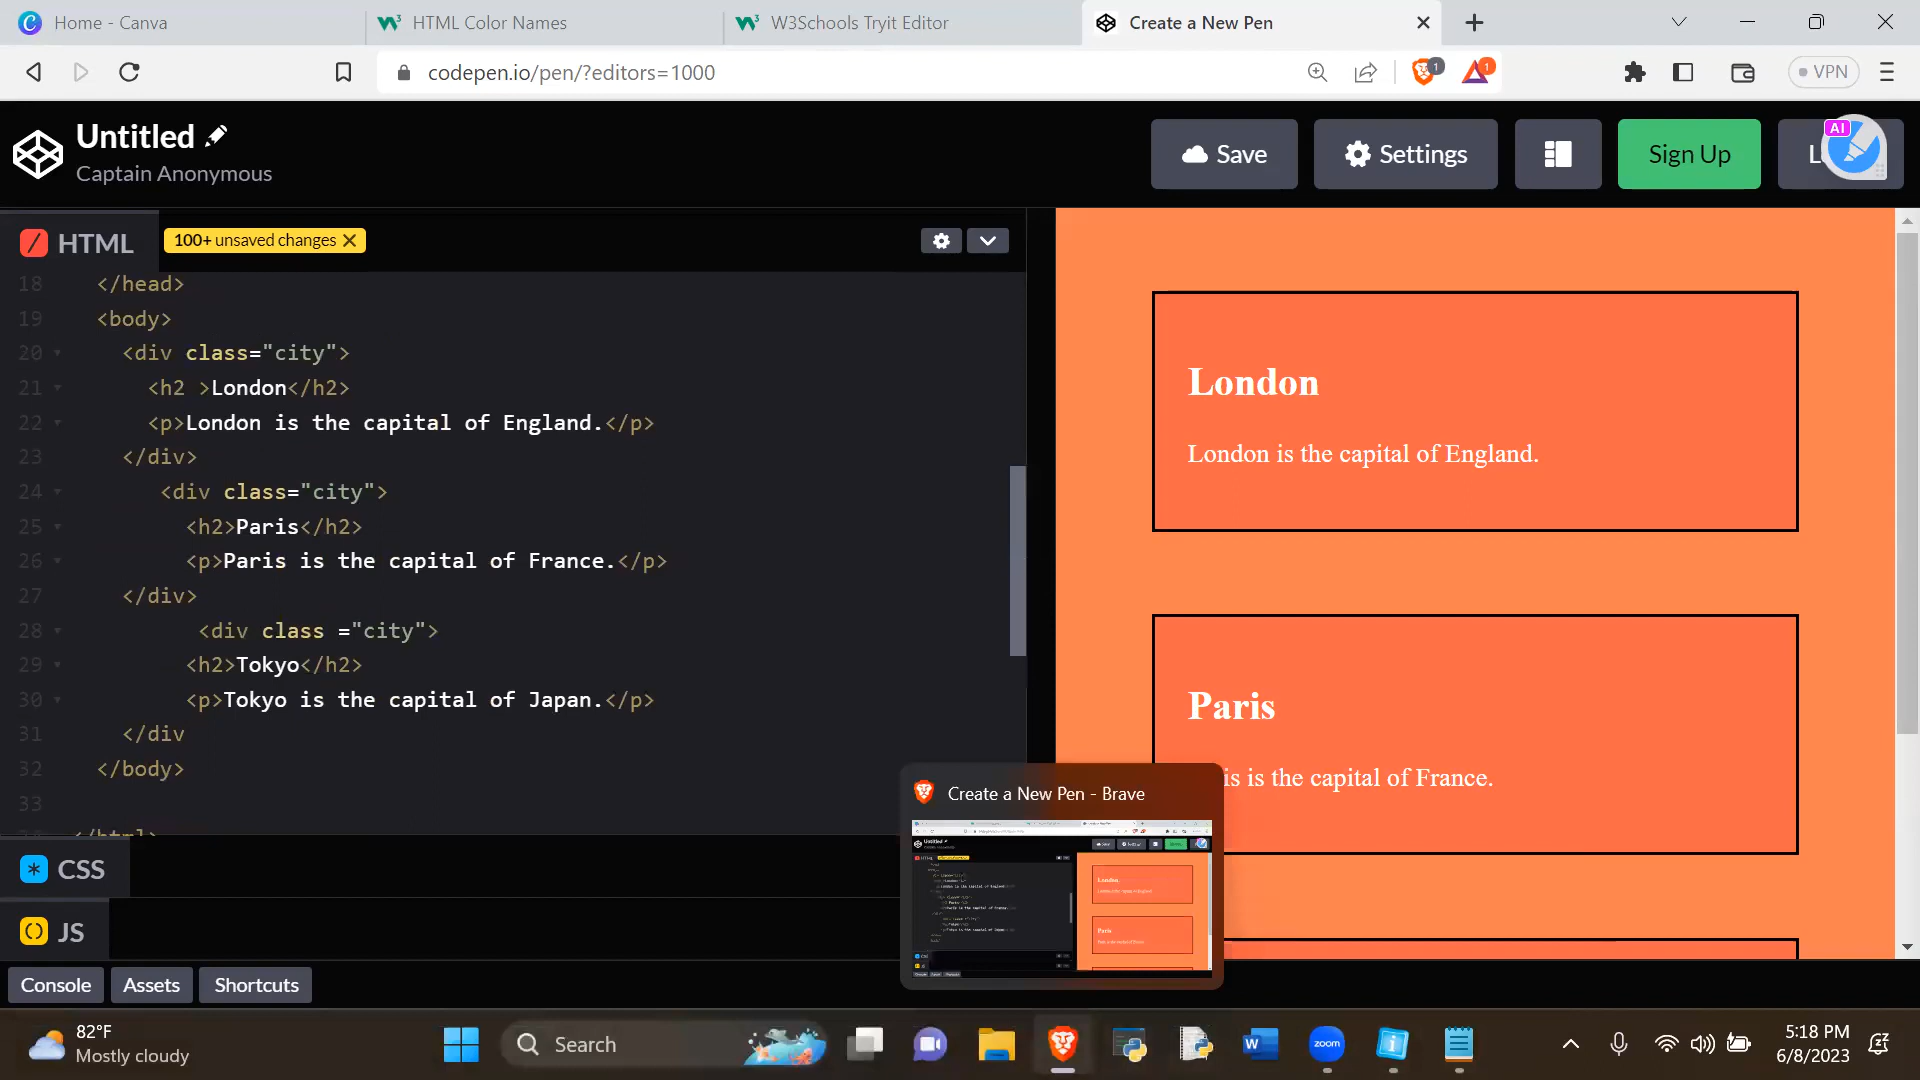 Home - Canva
HTML Color Names
W3Schools Tryit Editor
Create a New Pen
codepen.io/pen/?editors=1000
1
1
VPN
Untitled
Captain Anonymous
Save
Settings
Sign Up
L
AI
HTML
100+ unsaved changes
18 </head>
19 <body>
20 <div class="city">
21 <h2 >London</h2>
22 <p>London is the capital of England.</p>
23 </div>
24 <div class="city">
25 <h2>Paris</h2>
26 <p>Paris is the capital of France.</p>
27 </div>
28 <div class ="city">
29 <h2>Tokyo</h2>
30 <p>Tokyo is the capital of Japan.</p>
31 </div
32 </body>
33
London
London is the capital of England.
Paris
is is the capital of France.
Create a New Pen - Brave
CSS
JS
Console
Assets
Shortcuts
82°F
Mostly cloudy
Search
zoom
5:18 PM
6/8/2023